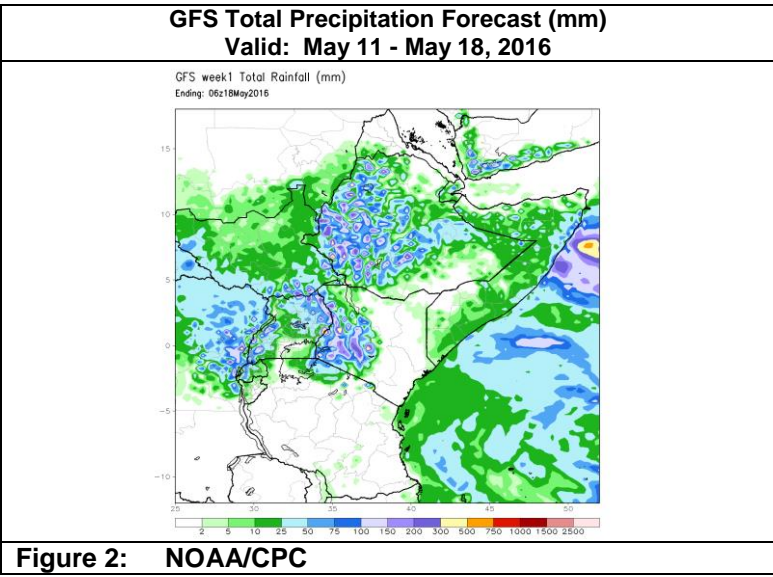 GFS Total Precipitation Forecast (mm)
Valid: May 11 - May 18, 2016
GFS week1 Total Rainfall (mm)
Ending: 06z18May2016
15
10
5
0
-5
-10
25 30 35 40 45 50
2 5 10 25 50 75 100 150 200 300 500 750 1000 1500 2500
Figure 2: NOAA/CPC